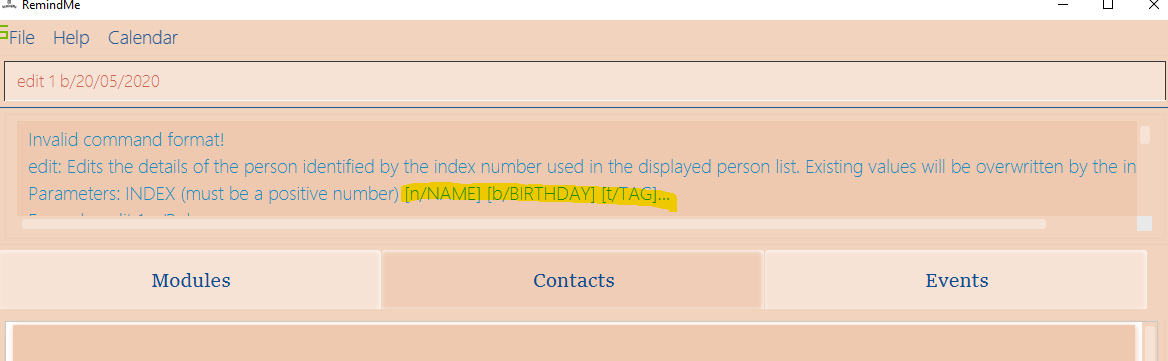 RemindMe
File Help Calendar
edit 1 b/20/05/2020
Invalid command format!
edit: Edits the details of the person identified by the index number used in the displayed person list. Existing values will be overwritten by the in
Parameters: INDEX (must be a positive number) [n/NAME] [b/BIRTHDAY] [t/TAG]...
Modules Contacts Events